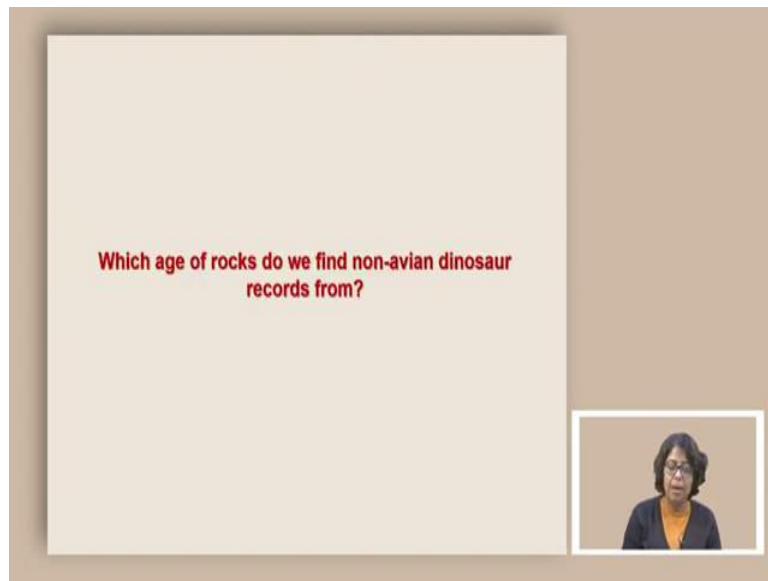 Which age of rocks do we find non-avian dinosaur
records from?